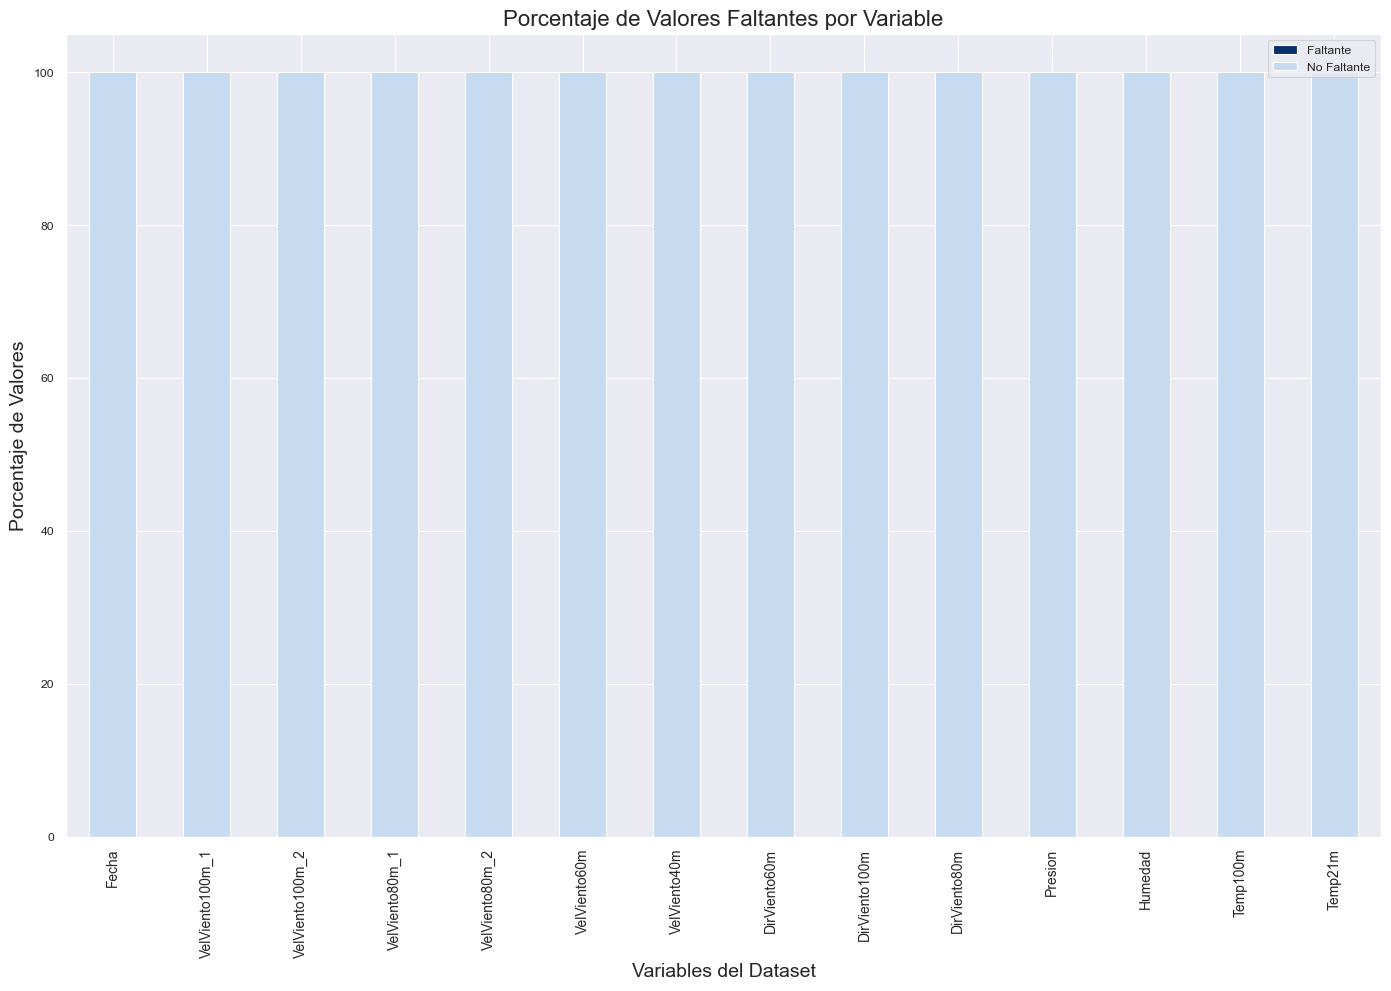 Porcentaje de Valores Faltantes por Variable
Faltante
No Faltante
100
80
60
40
20
0
Porcentaje de Valores
Fecha
VelViento100m_1
VelViento100m_2
VelViento80m_1
VelViento80m_2
VelViento60m
VelViento40m
DirViento60m
DirViento100m
DirViento80m
Presion
Humedad
Temp100m
Temp21m
Variables del Dataset